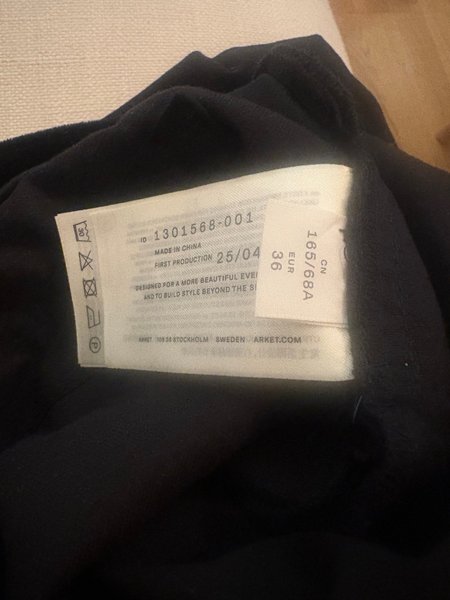 ID 1301568-001
MADE IN CHINA
FIRST PRODUCTION 25/04
DESIGNED FOR A MORE BEAUTIFUL
AND TO BUILD STYLE BEYOND THE
ARKET STOCKHOLM SWEDEN ARKET.COM
CN
165/68A
EUR
36
30
P